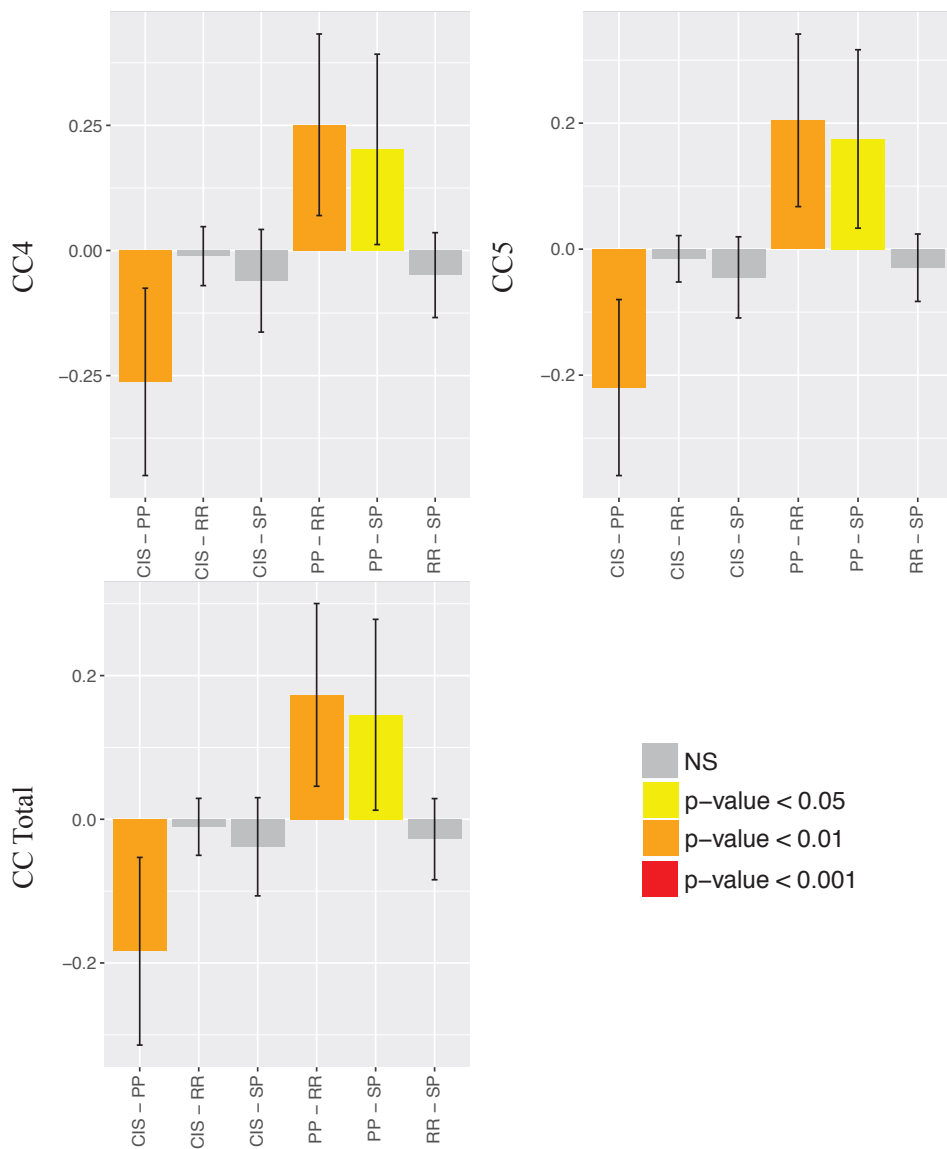 CC4
0.25
0.00
−0.25
CIS − PP
CIS − RR
CIS − SP
PP − RR
PP − SP
RR − SP
CC5
0.2
0.0
−0.2
CIS − PP
CIS − RR
CIS − SP
PP − RR
PP − SP
RR − SP
CC Total
0.2
0.0
−0.2
CIS − PP
CIS − RR
CIS − SP
PP − RR
PP − SP
RR − SP
NS
p−value < 0.05
p−value < 0.01
p−value < 0.001